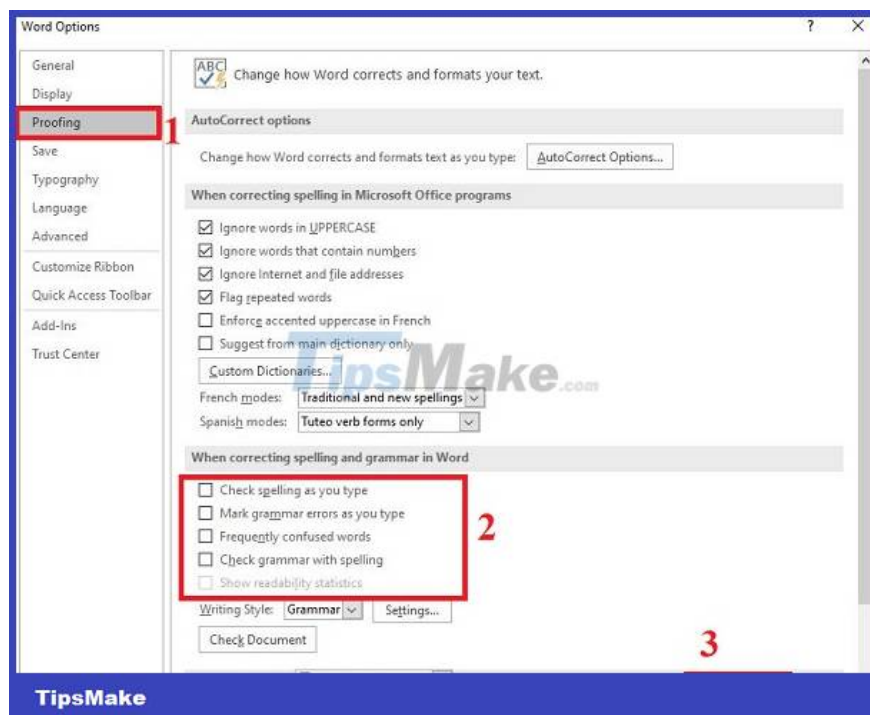 Word Options ?
General
Display
Proofing
1
Save
Typography
Language
Advanced
Customize Ribbon
Quick Access Toolbar
Add-Ins
Trust Center
ABC
Change how Word corrects and formats your text.
AutoCorrect options
Change how Word corrects and formats text as you type: AutoCorrect Options...
When correcting spelling in Microsoft Office programs
Ignore words in UPPERCASE
Ignore words that contain numbers
Ignore Internet and file addresses
Flag repeated words
Enforce accented uppercase in French
Suggest from main dictionary only
Custom Dictionaries...
TipsMake.com
French modes: Traditional and new spellings
Spanish modes: Tuteo verb forms only
When correcting spelling and grammar in Word
Check spelling as you type
Mark grammar errors as you type
Frequently confused words
Check grammar with spelling
Show readability statistics
2
Writing Style: Grammar Settings...
Check Document
3
TipsMake